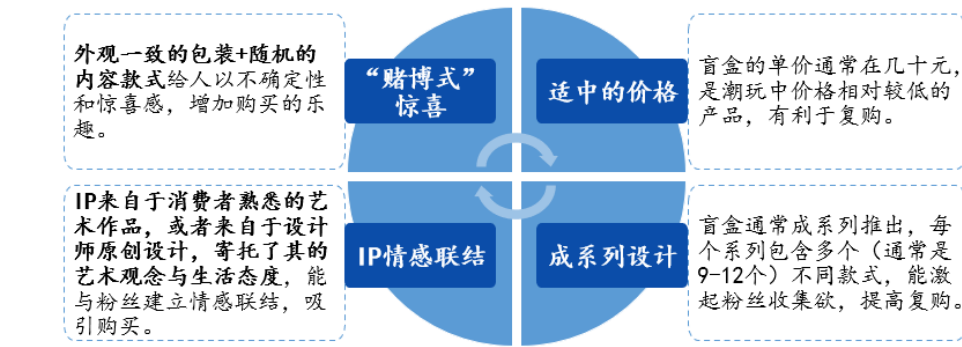 外观一致的包装+随机的
内容款式给人以不确定性
和惊喜感，增加购买的乐
趣。
“赌博式”
惊喜
适中的价格
盲盒的单价通常在几十元，
是潮玩中价格相对较低的
产品，有利于复购。
IP来自于消费者熟悉的艺
术作品，或者来自于设计
师原创设计，寄托了其的
艺术观念与生活态度，能
与粉丝建立情感联结，吸
引购买。
IP情感联结
成系列设计
盲盒通常成系列推出，每
个系列包含多个（通常是
9-12个）不同款式，能激
起粉丝收集欲，提高复购。